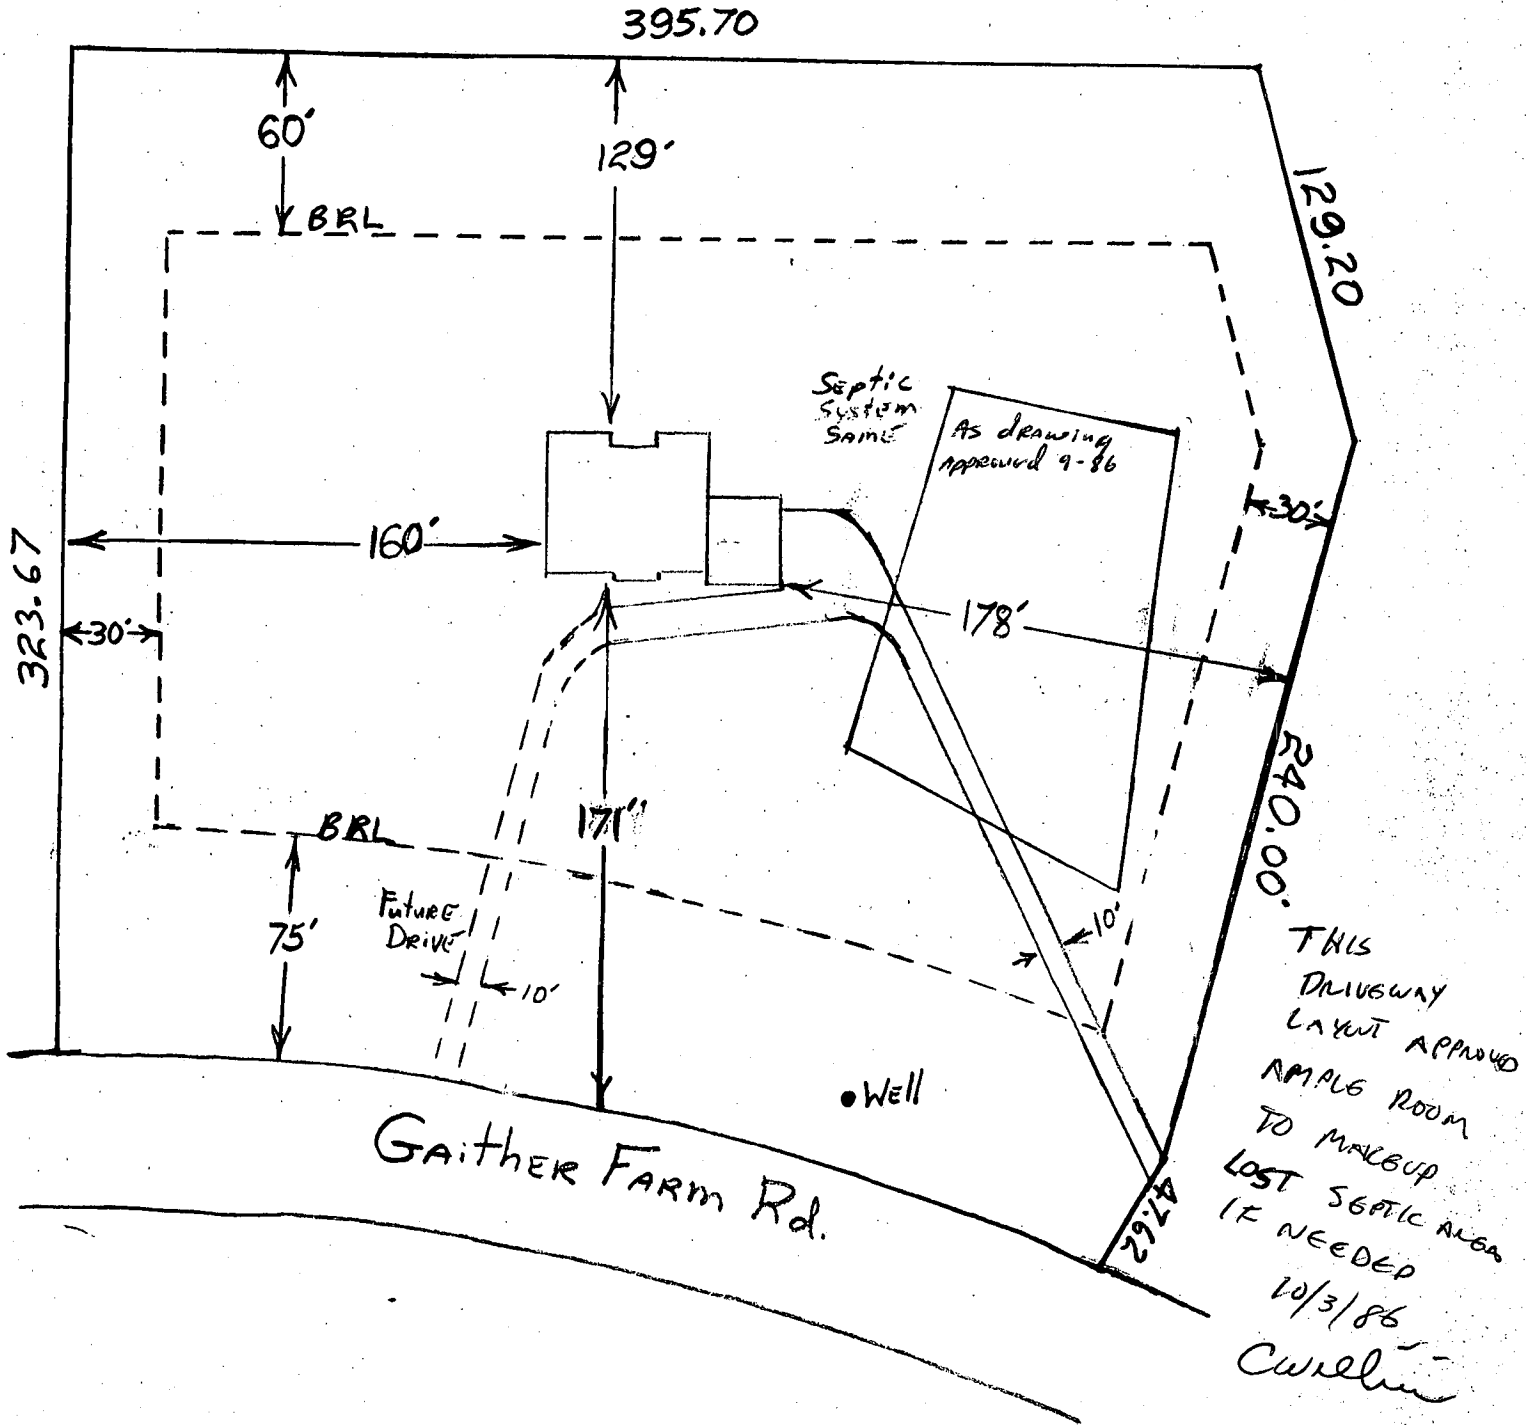 395.70
60'
129'
BRL
129.20
Septic
System
SAME
As drawing
approved 9-86
30'
160'
323.67
30'
178'
240.00'
171'
BRL
Future
Drive
75'
10'
10'
Well
Gaither Farm Rd.
47.62
THIS
DRIVEWAY
LAYOUT APPROVED
AMPLE ROOM
TO MAKEUP
LOST SEPTIC AREA
IF NEEDED
10/3/86